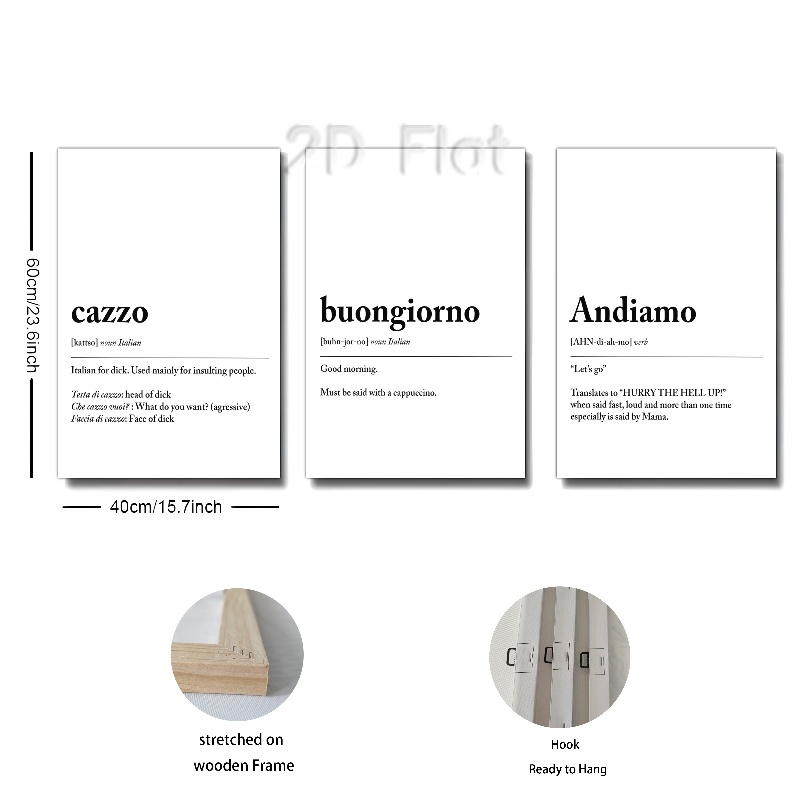 2D Flat
60cm/23.6inch
cazzo
[kattso] noun Italian
Italian for dick. Used mainly for insulting people.
Testa di cazzo: head of dick
Che cazzo vuoi? : What do you want? (agressive)
Faccia di cazzo: Face of dick
buongiorno
[buhn-jor-no] noun Italian
Good morning.
Must be said with a cappuccino.
Andiamo
[AHN-di-ah-mo] verb
“Let’s go”
Translates to “HURRY THE HELL UP!”
when said fast, loud and more than one time
especially is said by Mama.
40cm/15.7inch
stretched on
wooden Frame
Hook
Ready to Hang